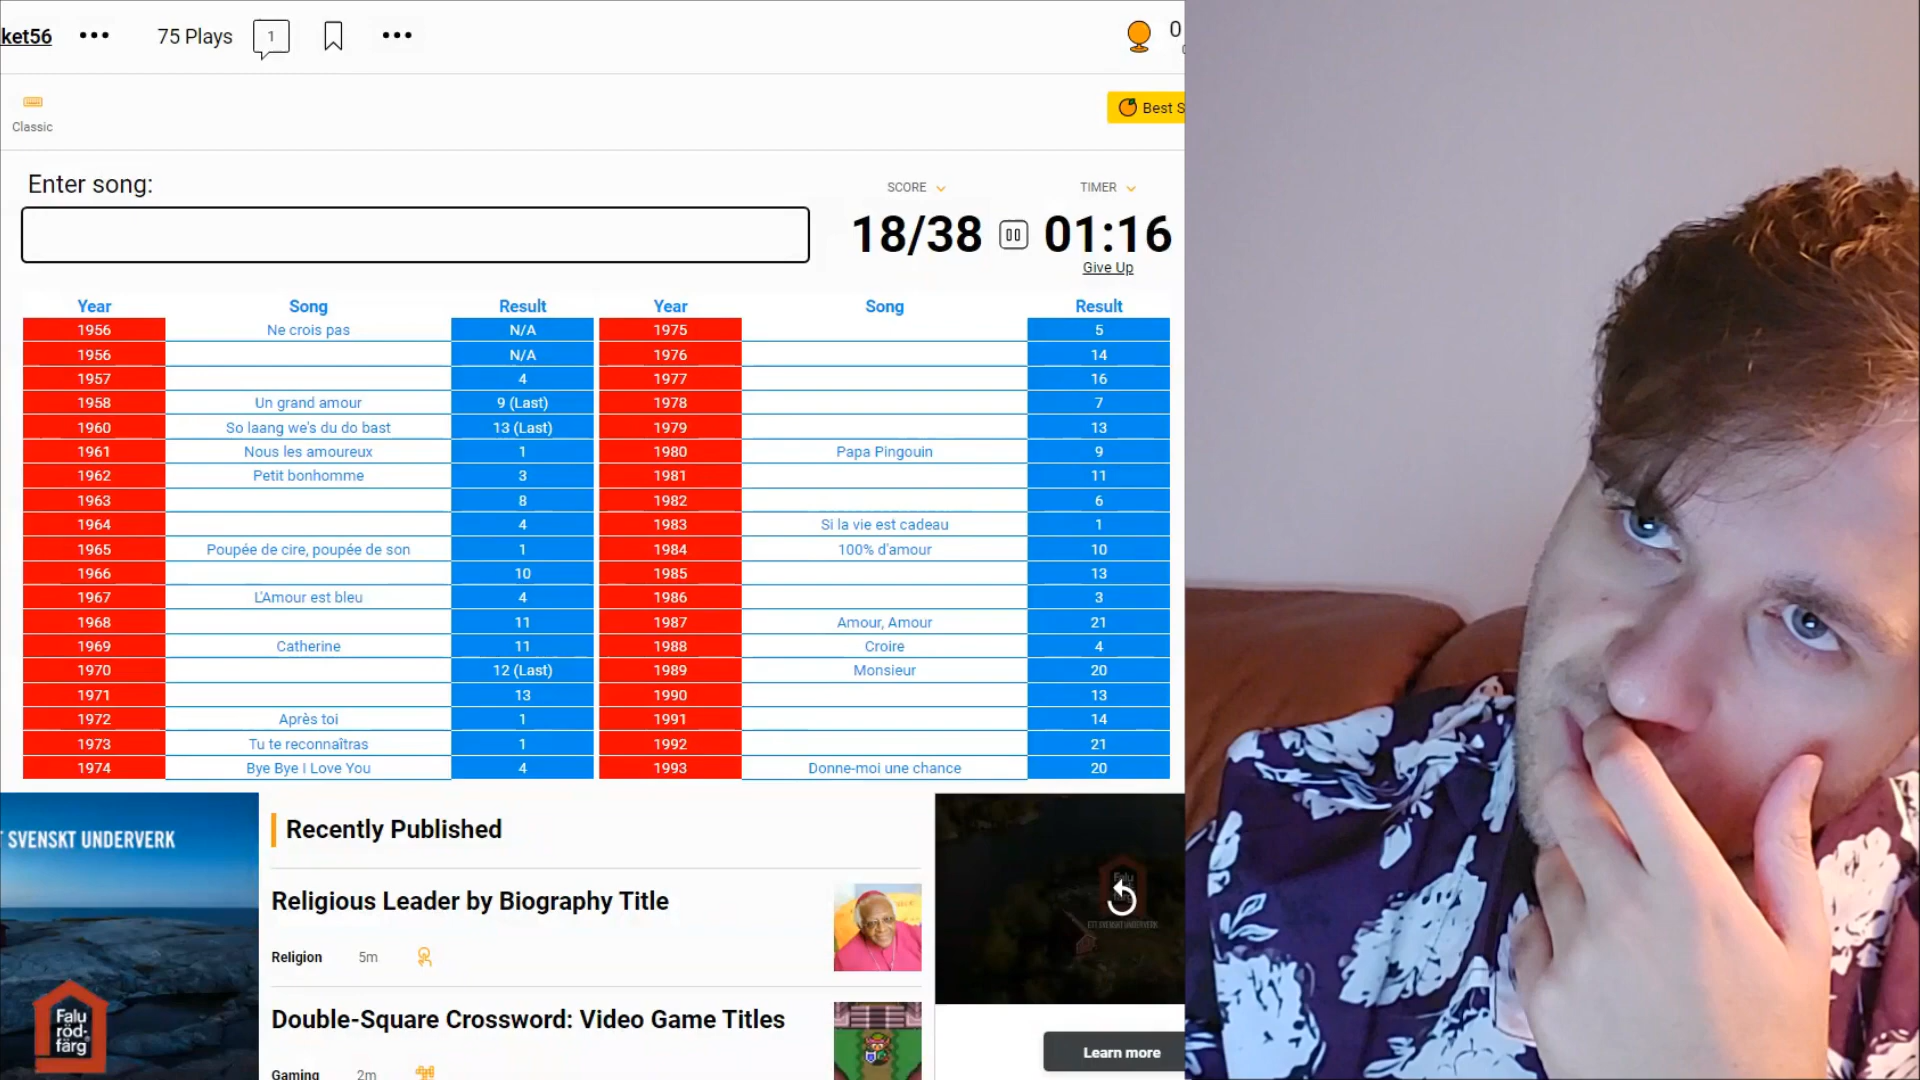 ket56 ••• 75 Plays 1 ••• 0
Classic
Best S
Enter song:
SCORE TIMER
18/38 01:16
Give Up
Year Song Result Year Song Result
1956 Ne crois pas N/A 1975 5
1956 N/A 1976 14
1957 4 1977 16
1958 Un grand amour 9 (Last) 1978 7
1960 So laang we's du do bast 13 (Last) 1979 13
1961 Nous les amoureux 1 1980 Papa Pingouin 9
1962 Petit bonhomme 3 1981 11
1963 8 1982 6
1964 4 1983 Si la vie est cadeau 1
1965 Poupée de cire, poupée de son 1 1984 100% d'amour 10
1966 10 1985 13
1967 L'Amour est bleu 4 1986 3
1968 11 1987 Amour, Amour 21
1969 Catherine 11 1988 Croire 4
1970 12 (Last) 1989 Monsieur 20
1971 13 1990 13
1972 Après toi 1 1991 14
1973 Tu te reconnaîtras 1 1992 21
1974 Bye Bye I Love You 4 1993 Donne-moi une chance 20
SVENSKT UNDERVERK
Falu
röd-
färg
Recently Published
Religious Leader by Biography Title
Religion 5m
Double-Square Crossword: Video Game Titles
Gaming 2m
Learn more